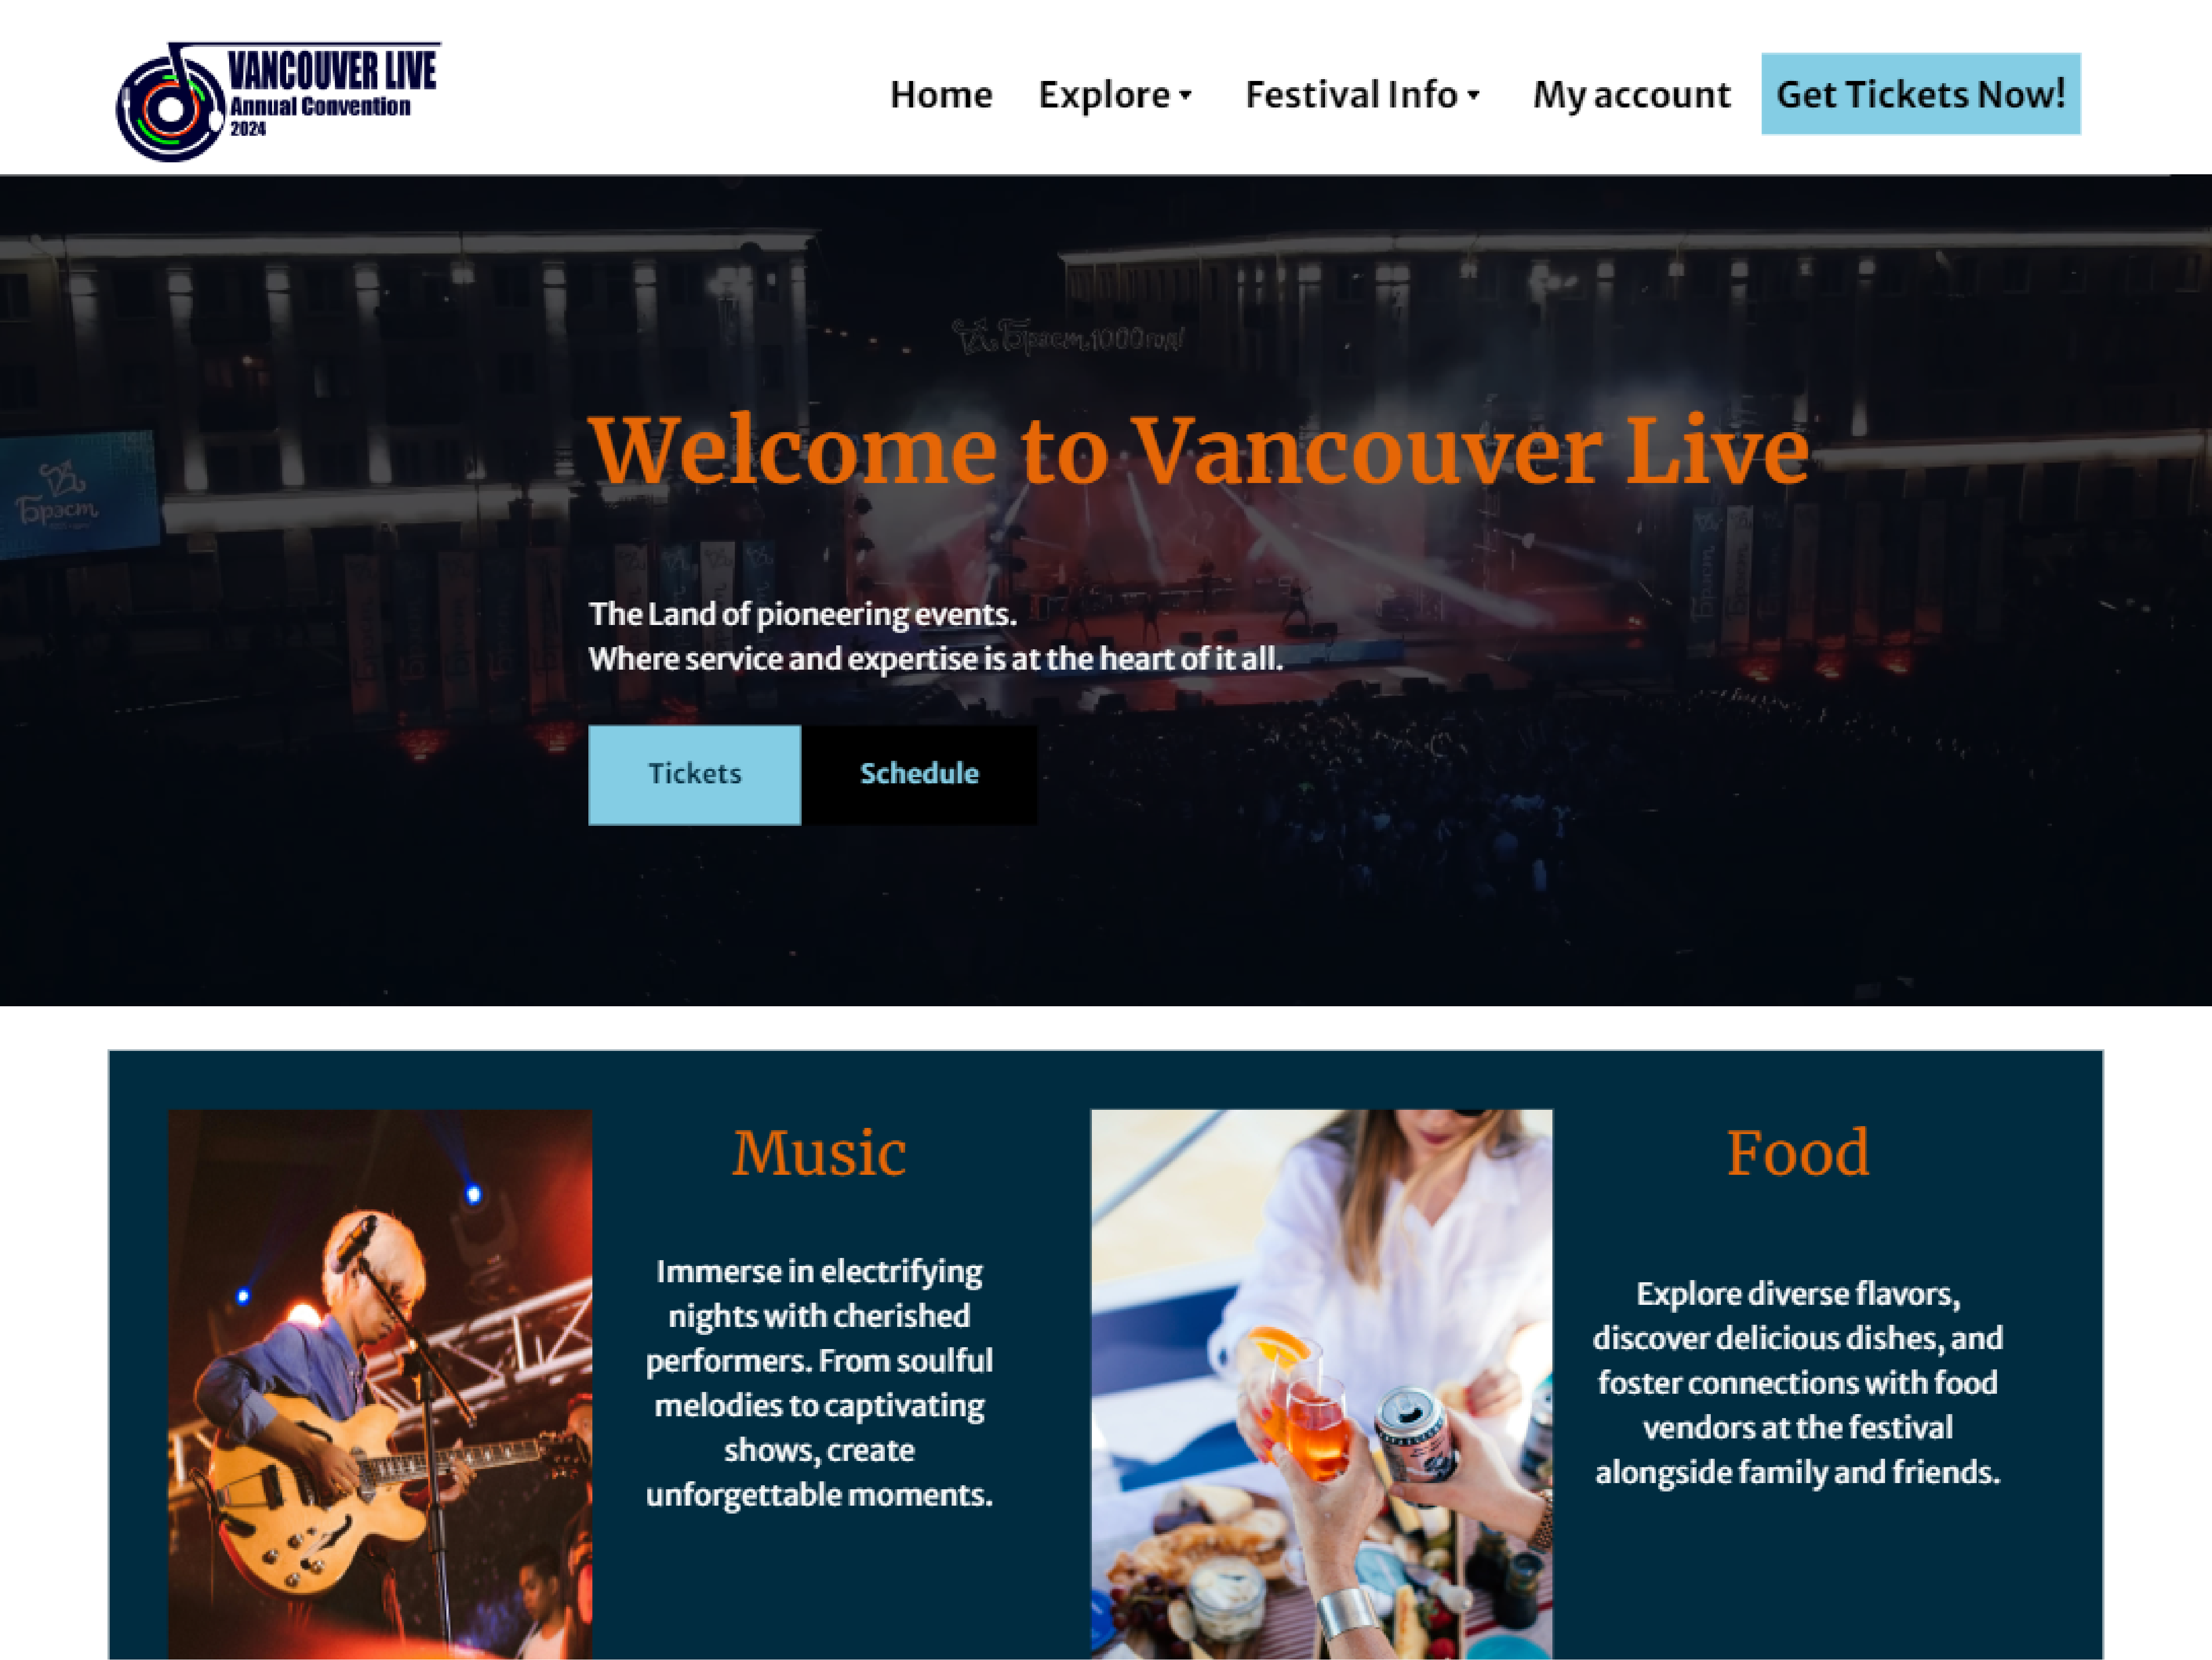 VANCOUVER LIVE
Annual Convention
2024
Home Explore Festival Info My account Get Tickets Now!
Брэст 1000год!
Welcome to Vancouver Live
Брэст
The Land of pioneering events.
Where service and expertise is at the heart of it all.
Tickets Schedule
Music
Immerse in electrifying
nights with cherished
performers. From soulful
melodies to captivating
shows, create
unforgettable moments.
Food
Explore diverse flavors,
discover delicious dishes, and
foster connections with food
vendors at the festival
alongside family and friends.